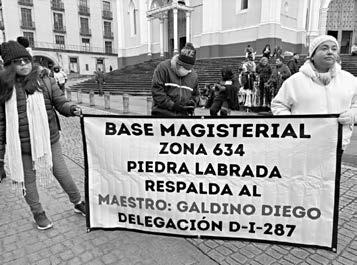 BASE MAGISTERIAL
ZONA 634
PIEDRA LABRADA
RESPALDA AL
MAESTRO: GALDINO DIEGO
DELEGACIÓN D-I-287